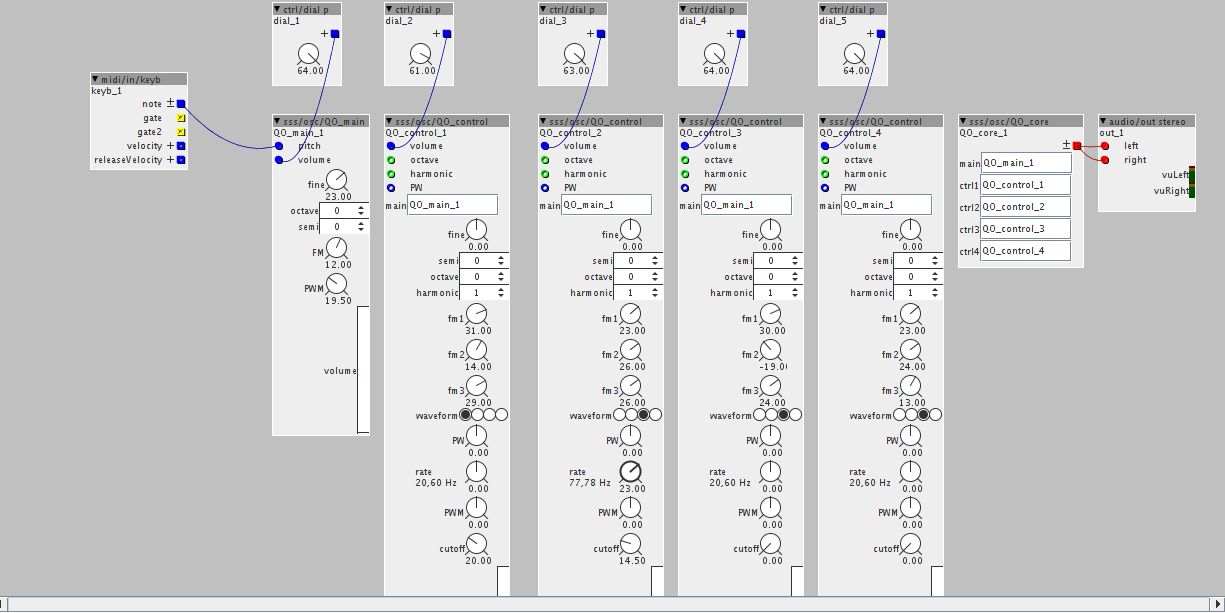 ctrl/dial p
dial_1
+
64.00
ctrl/dial p
dial_2
+
61.00
ctrl/dial p
dial_3
+
63.00
ctrl/dial p
dial_4
+
64.00
ctrl/dial p
dial_5
+
64.00
midi/in/keyb
keyb_1
note ±
gate
gate2
velocity +
releaseVelocity +
sss/osc/QO_main
QO_main_1
pitch
volume
fine
23.00
octave 0
semi 0
FM
12.00
PWM
19.50
volume
sss/osc/QO_control
QO_control_1
volume
octave
harmonic
PW
main QO_main_1
fine
0.00
semi 0
octave 0
harmonic 1
fm1
31.00
fm2
14.00
fm3
29.00
waveform
PW
0.00
rate
20,60 Hz
0.00
PWM
0.00
cutoff
20.00
sss/osc/QO_control
QO_control_2
volume
octave
harmonic
PW
main QO_main_1
fine
0.00
semi 0
octave 0
harmonic 1
fm1
23.00
fm2
26.00
fm3
26.00
waveform
PW
0.00
rate
77,78 Hz
23.00
PWM
0.00
cutoff
14.50
sss/osc/QO_control
QO_control_3
volume
octave
harmonic
PW
main QO_main_1
fine
0.00
semi 0
octave 0
harmonic 1
fm1
30.00
fm2
-19.0
fm3
24.00
waveform
PW
0.00
rate
20,60 Hz
0.00
PWM
0.00
cutoff
0.00
sss/osc/QO_control
QO_control_4
volume
octave
harmonic
PW
main QO_main_1
fine
0.00
semi 0
octave 0
harmonic 1
fm1
23.00
fm2
24.00
fm3
13.00
waveform
PW
0.00
rate
20,60 Hz
0.00
PWM
0.00
cutoff
0.00
sss/osc/QO_core
QO_core_1
±
main QO_main_1
ctrl1 QO_control_1
ctrl2 QO_control_2
ctrl3 QO_control_3
ctrl4 QO_control_4
audio/out stereo
out_1
left
right
vuLeft
vuRight